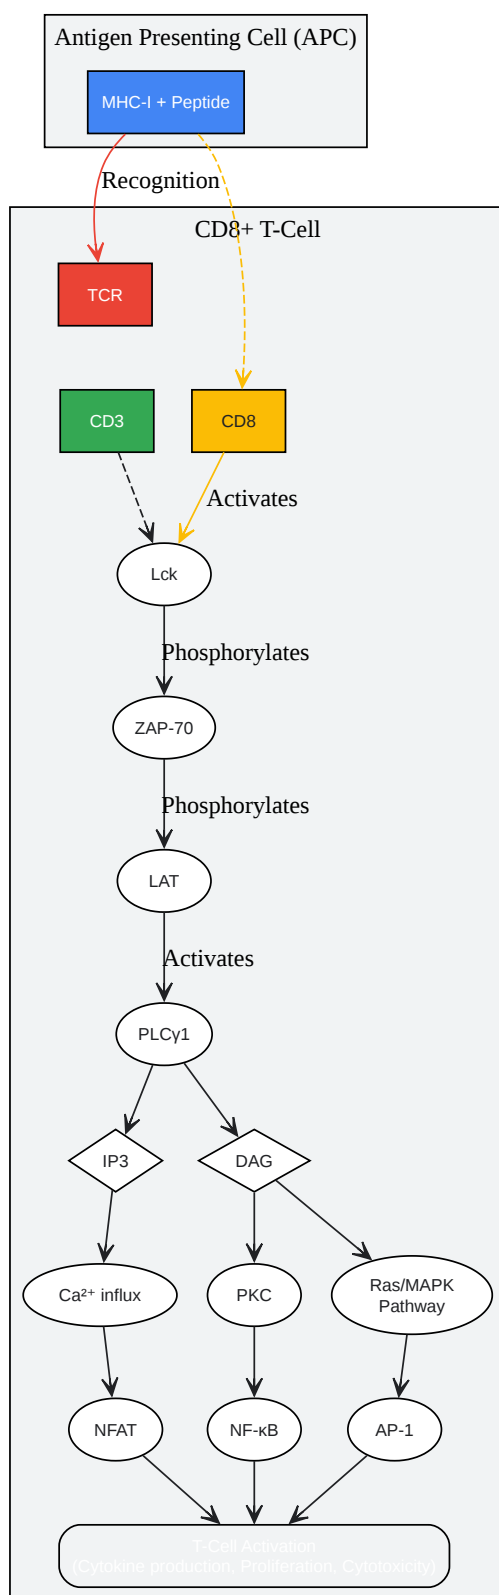 Antigen Presenting Cell (APC)
MHC-I + Peptide
Recognition
CD8+ T-Cell
TCR
CD3
CD8
Activates
Lck
Phosphorylates
ZAP-70
Phosphorylates
LAT
Activates
PLCγ1
IP3
DAG
Ca²⁺ influx
PKC
Ras/MAPK
Pathway
NFAT
NF-κB
AP-1
T-Cell Activation
(Cytokine production, Proliferation, Cytotoxicity)